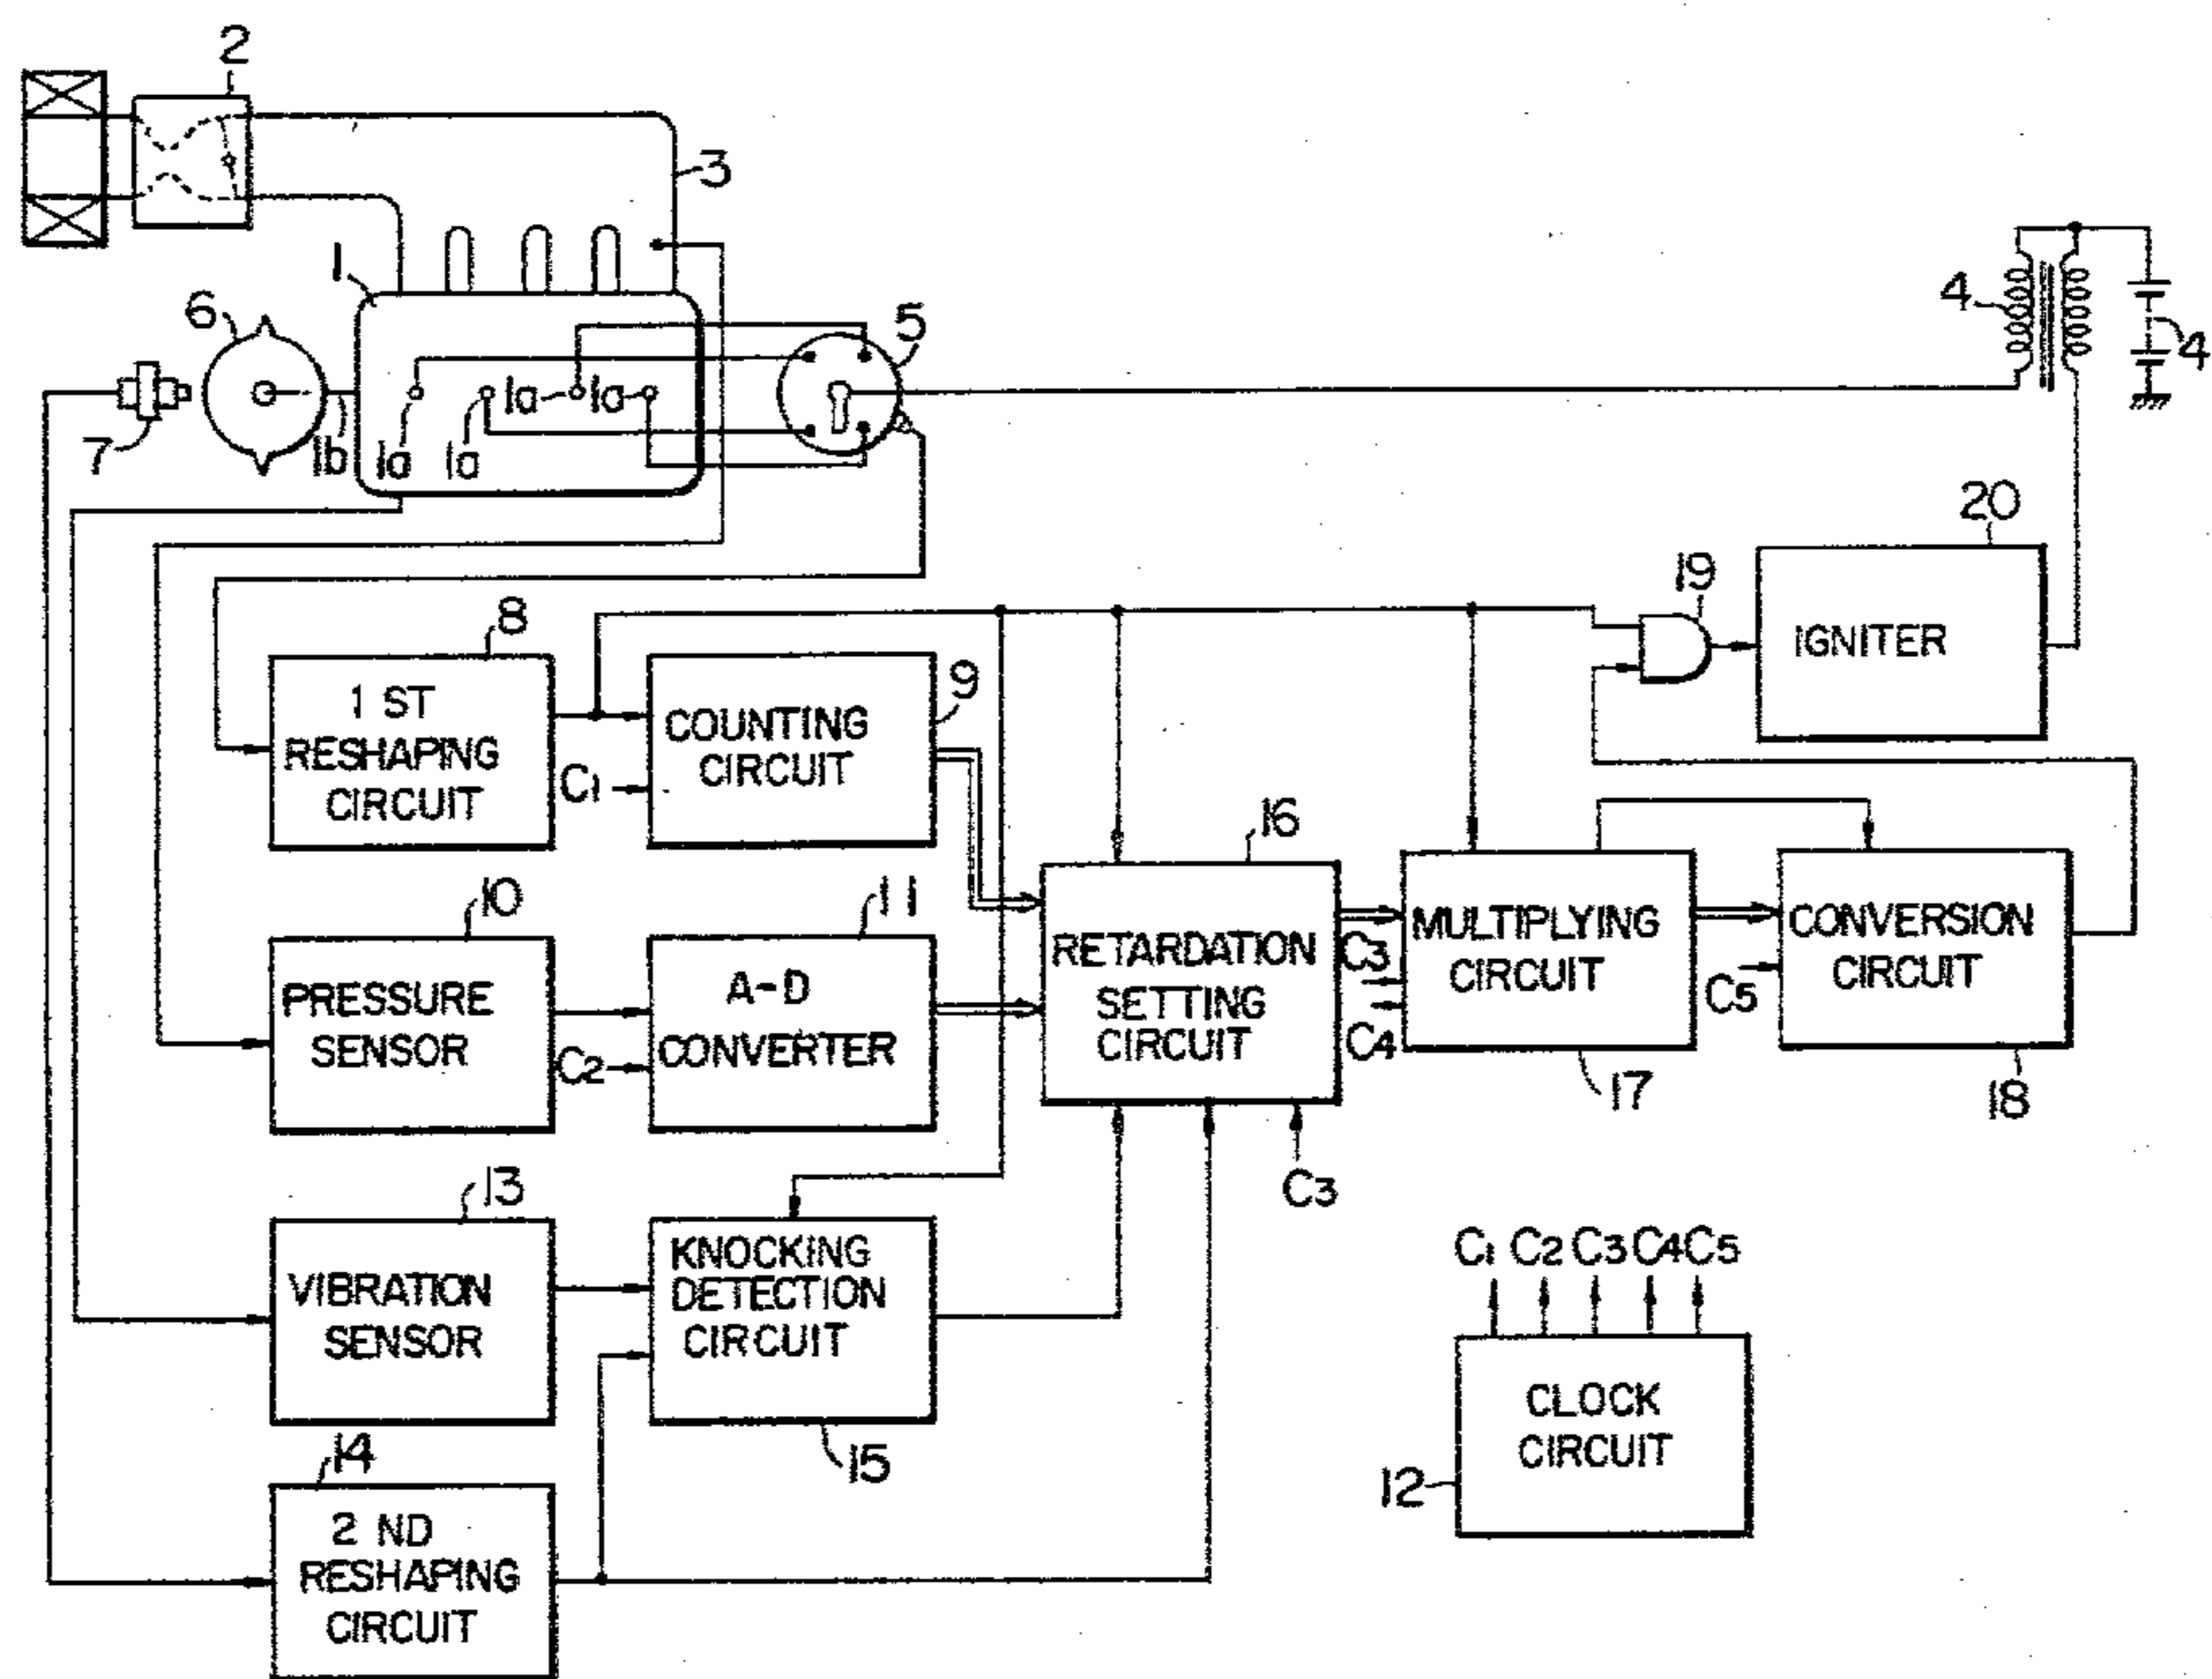 2
3
1
6
5
4
4
7
1b
1a
1a
1a
1a
20
19
8
9
IGNITER
1 ST
RESHAPING
CIRCUIT
COUNTING
CIRCUIT
C1
16
10
11
PRESSURE
SENSOR
A-D
CONVERTER
C2
RETARDATION
SETTING
CIRCUIT
C3
C4
MULTIPLYING
CIRCUIT
C5
CONVERSION
CIRCUIT
17
18
C3
13
VIBRATION
SENSOR
KNOCKING
DETECTION
CIRCUIT
15
C1 C2 C3 C4 C5
CLOCK
CIRCUIT
12
14
2 ND
RESHAPING
CIRCUIT